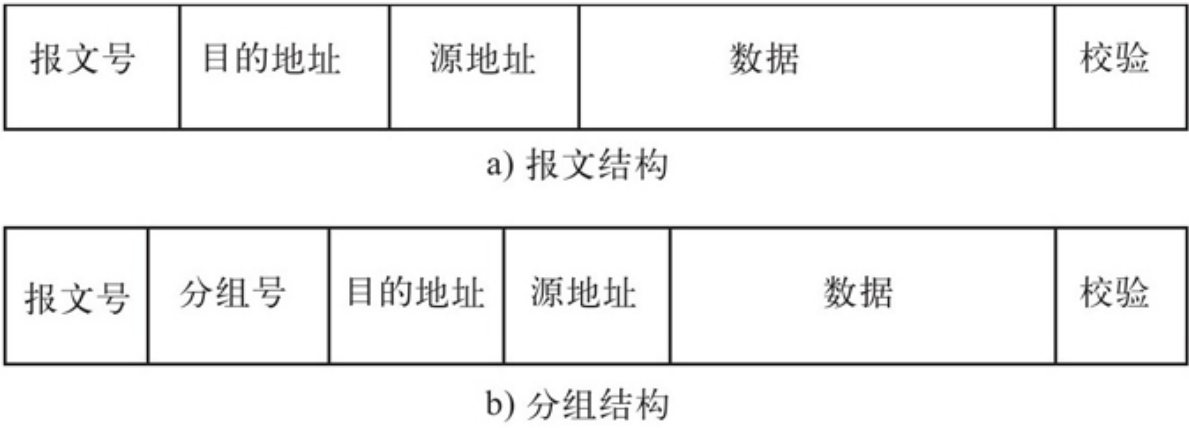 报文号 目的地址 源地址 数据 校验
a) 报文结构
报文号 分组号 目的地址 源地址 数据 校验
b) 分组结构